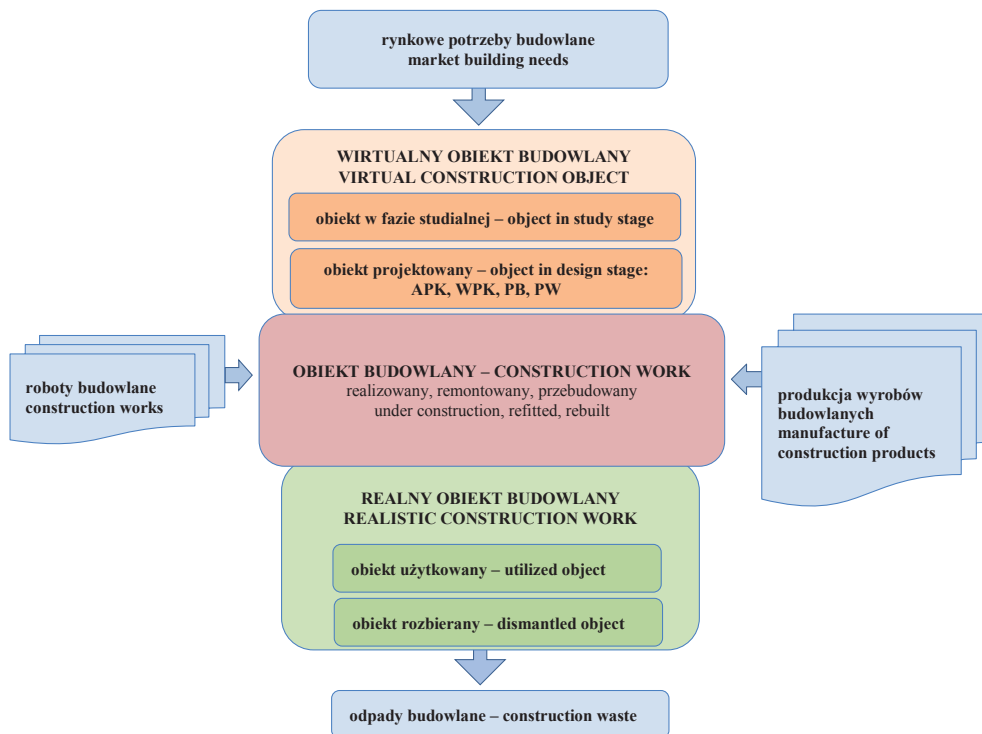 rynkowe potrzeby budowlane
market building needs
WIRTUALNY OBIEKT BUDOWLANY
VIRTUAL CONSTRUCTION OBJECT
obiekt w fazie studialnej – object in study stage
obiekt projektowany – object in design stage:
APK, WPK, PB, PW
roboty budowlane
construction works
OBIEKT BUDOWLANY – CONSTRUCTION WORK
realizowany, remontowany, przebudowany
under construction, refitted, rebuilt
produkcja wyrobów
budowlanych
manufacture of
construction products
REALNY OBIEKT BUDOWLANY
REALISTIC CONSTRUCTION WORK
obiekt użytkowany – utilized object
obiekt rozbierany – dismantled object
odpady budowlane – construction waste